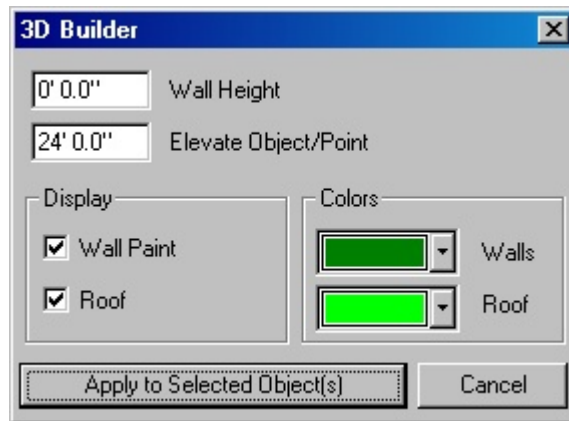 3D Builder
0' 0.0" Wall Height
24' 0.0" Elevate Object/Point
Display
Wall Paint
Roof
Colors
Walls
Roof
Apply to Selected Object(s) Cancel